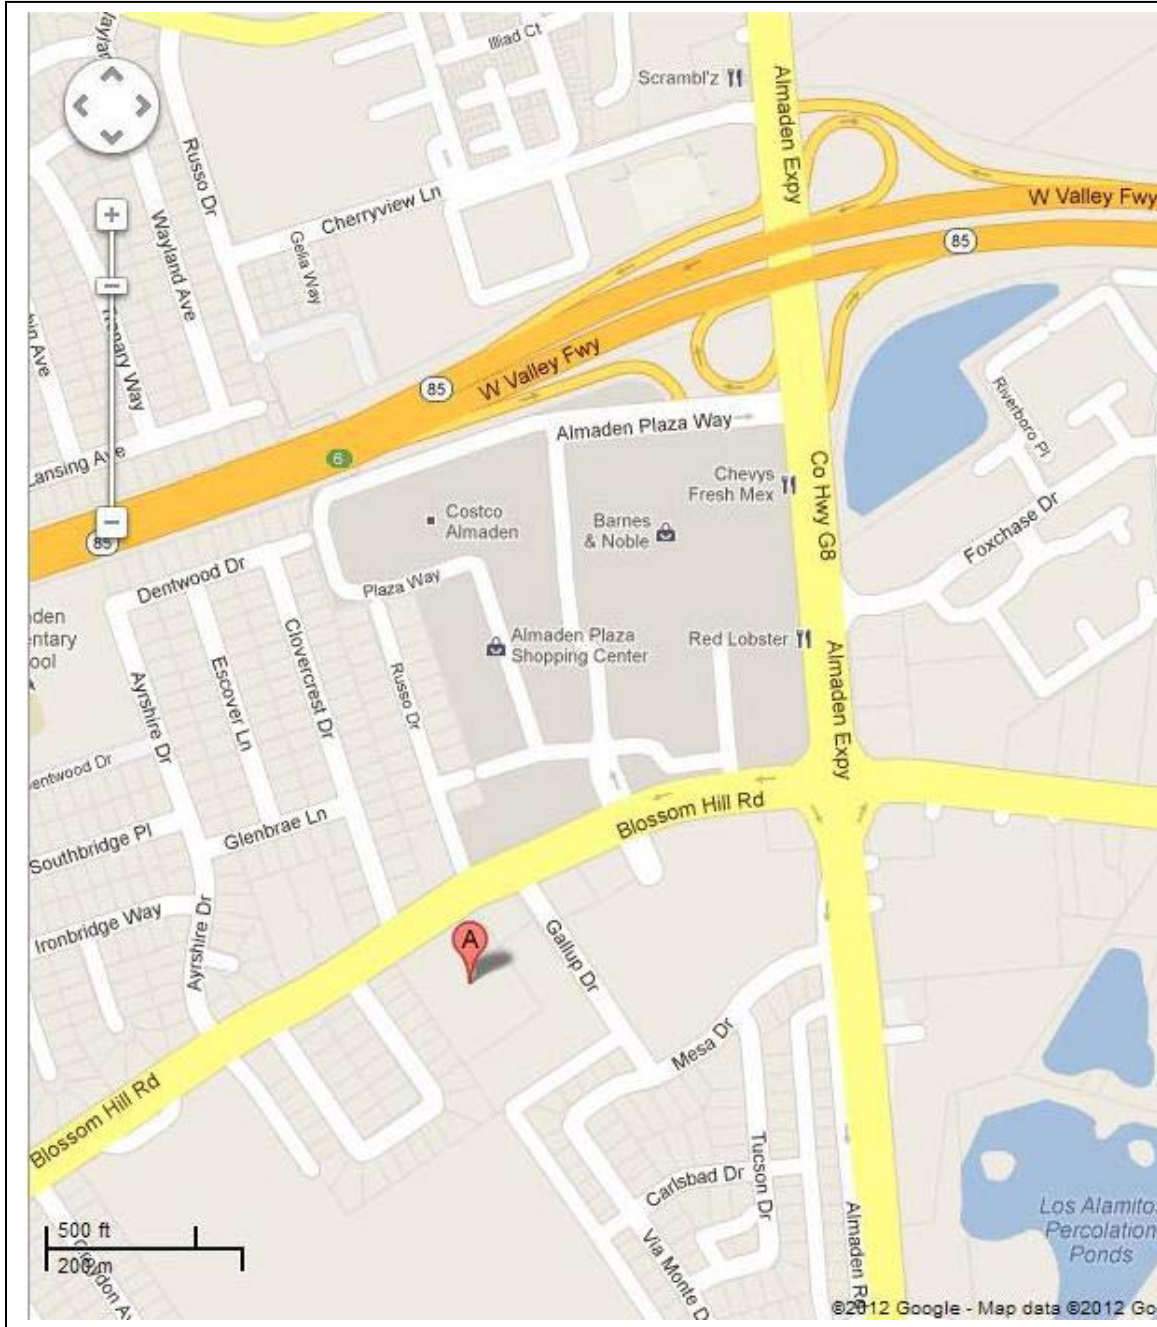 Illiad Ct
Scrambl'z
Almaden Expy
Russo Dr
W Valley Fwy
Cherryview Ln
Wayland Ave
85
Gelia Way
W Valley Fwy
85
Almaden Plaza Way
Riverboro Pl
Lansing Ave
6
Chevys
Fresh Mex
Co Hwy G8
Costco
Almaden
Barnes
& Noble
Foxchase Dr
85
Dentwood Dr
Plaza Way
Clovercrest Dr
Almaden Plaza
Shopping Center
Red Lobster
Almaden Expy
Escover Ln
Russo Dr
Ayrshire Dr
Blossom Hill Rd
Glenbrae Ln
Southbridge Pl
Ironbridge Way
Ayrshire Dr
A
Gallup Dr
Mesa Dr
Blossom Hill Rd
Tucson Dr
Carlsbad Dr
Via Monte D
Almaden R
Los Alamitos
Percolation
Ponds
500 ft
200 m
©2012 Google - Map data ©2012 Go